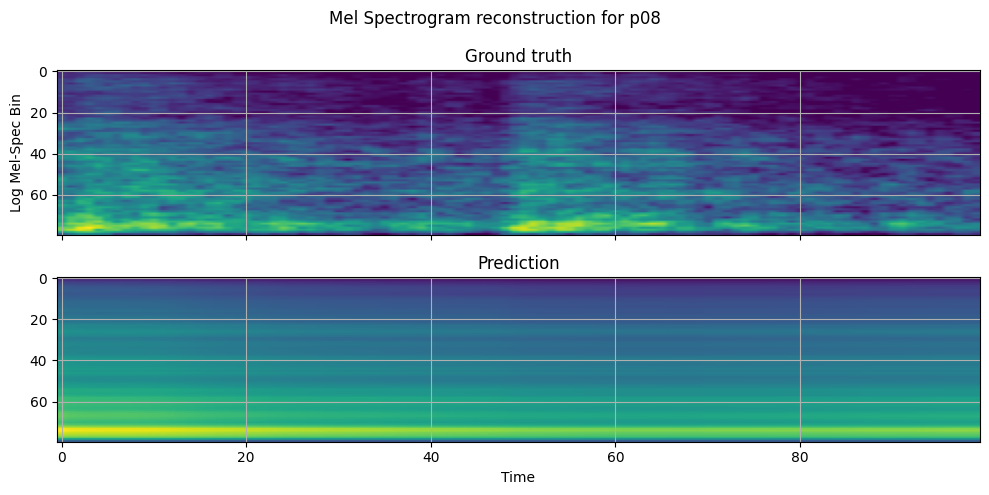 Mel Spectrogram reconstruction for p08
Ground truth
0
20
40
60
Log Mel-Spec Bin
Prediction
0
20
40
60
0 20 40 60 80
Time